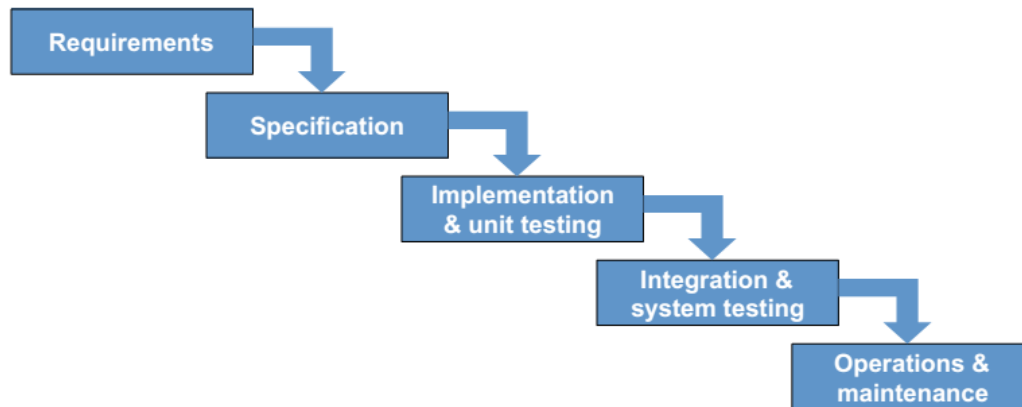 Requirements
Specification
Implementation
& unit testing
Integration &
system testing
Operations &
maintenance